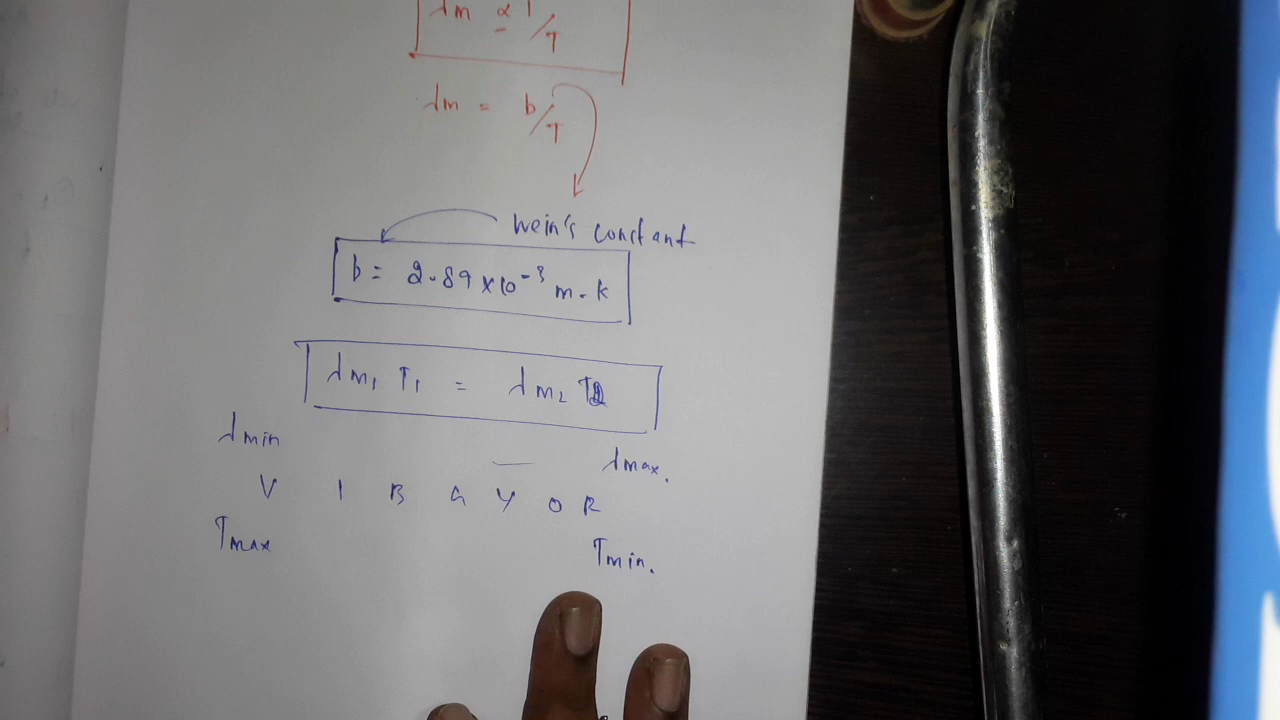 λm ∝ 1/T
λm = b/T
wein's constant
b = 2.89 × 10⁻³ m.k
λm₁ T₁ = λm₂ T₂
λmin λmax.
V I B G Y O R
Tmax Tmin.